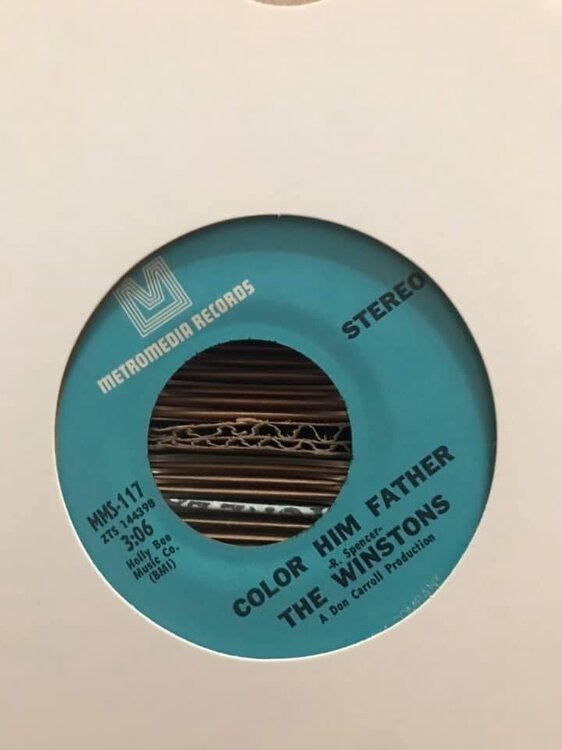 M
METROMEDIA RECORDS
STEREO
MMS-117
ZTS 144398
3:06
Holly Bee
Music Co.
(BMI)
COLOR HIM FATHER
-R. Spencer-
THE WINSTONS
A Don Carroll Production